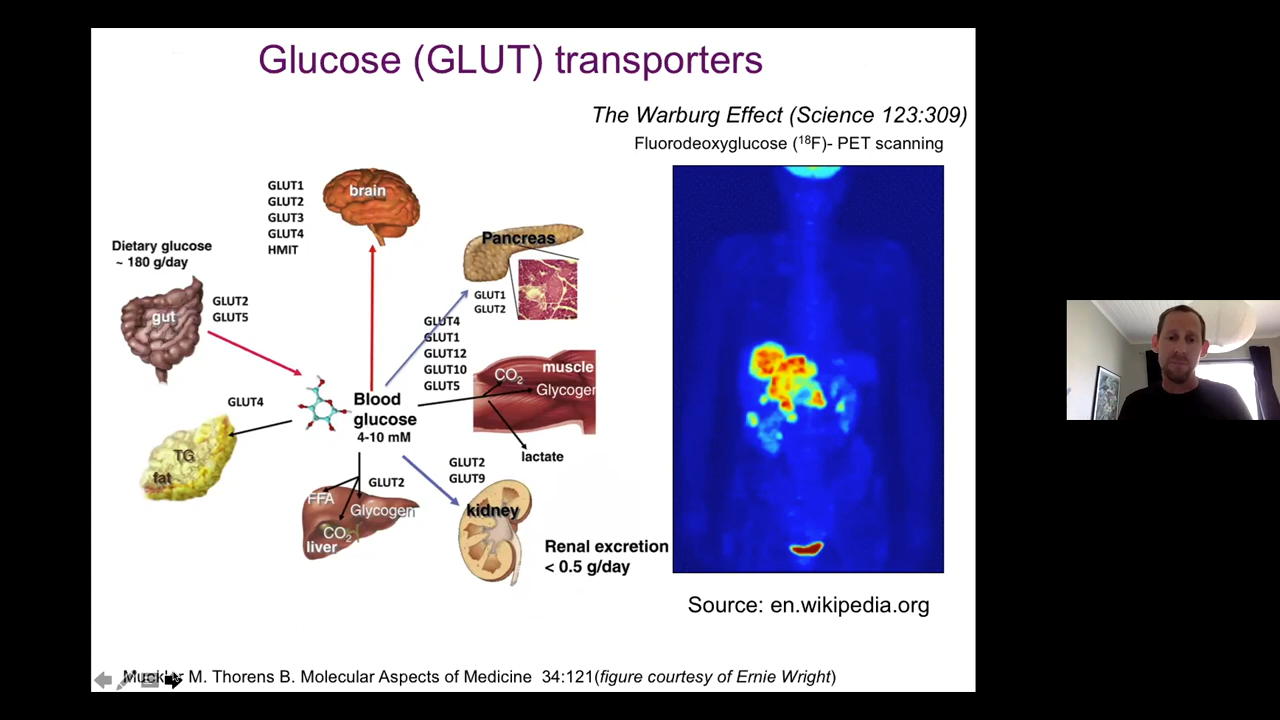 Glucose (GLUT) transporters
The Warburg Effect (Science 123:309)
Fluorodeoxyglucose (¹⁸F)- PET scanning
GLUT1
GLUT2
GLUT3
GLUT4
HMIT
brain
Dietary glucose
~ 180 g/day
gut
GLUT2
GLUT5
Pancreas
GLUT1
GLUT2
GLUT4
GLUT1
GLUT12
GLUT10
GLUT5
muscle
CO₂
Glycogen
lactate
Blood
glucose
4-10 mM
GLUT4
TG
fat
GLUT2
FFA
Glycogen
CO₂
liver
GLUT2
GLUT9
kidney
Renal excretion
< 0.5 g/day
Source: en.wikipedia.org
M. Thorens B. Molecular Aspects of Medicine 34:121(figure courtesy of Ernie Wright)